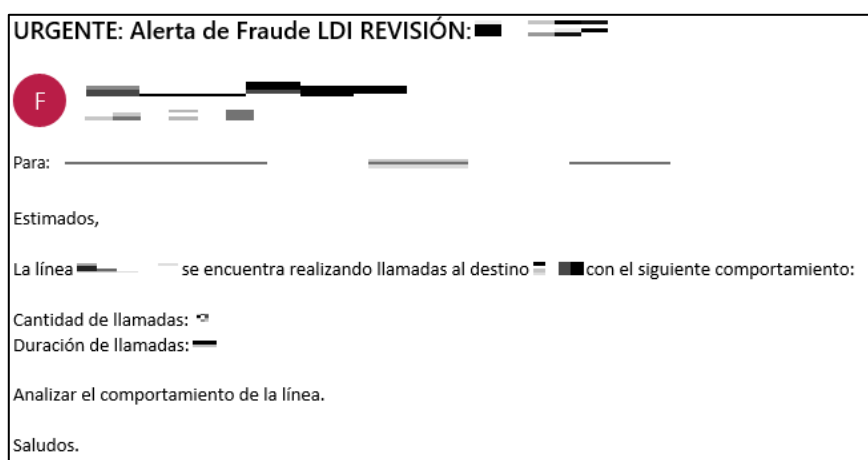 URGENTE: Alerta de Fraude LDI REVISIÓN:
F
Para:
Estimados,
La línea se encuentra realizando llamadas al destino con el siguiente comportamiento:
Cantidad de llamadas:
Duración de llamadas:
Analizar el comportamiento de la línea.
Saludos.